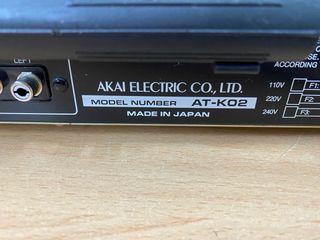 LEFT
AKAI ELECTRIC CO., LTD.
MODEL NUMBER AT-K02
MADE IN JAPAN
SE.
ACCORDING
110V F1:
220V F2:
240V F3: